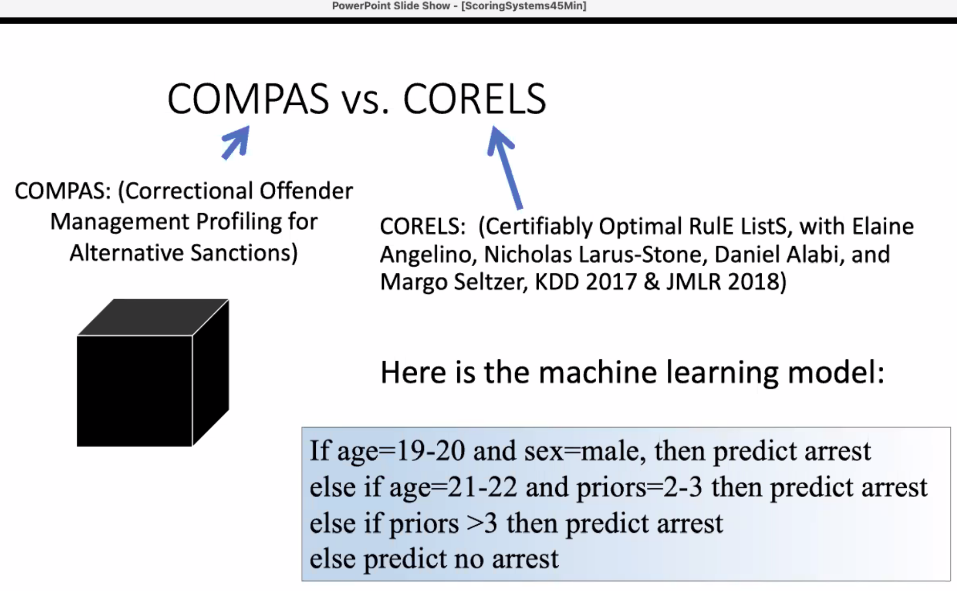 PowerPoint Slide Show - [ScoringSystems45Min]
COMPAS vs. CORELS
COMPAS: (Correctional Offender
Management Profiling for
Alternative Sanctions)
CORELS: (Certifiably Optimal RulE ListS, with Elaine
Angelino, Nicholas Larus-Stone, Daniel Alabi, and
Margo Seltzer, KDD 2017 & JMLR 2018)
Here is the machine learning model:
If age=19-20 and sex=male, then predict arrest
else if age=21-22 and priors=2-3 then predict arrest
else if priors >3 then predict arrest
else predict no arrest